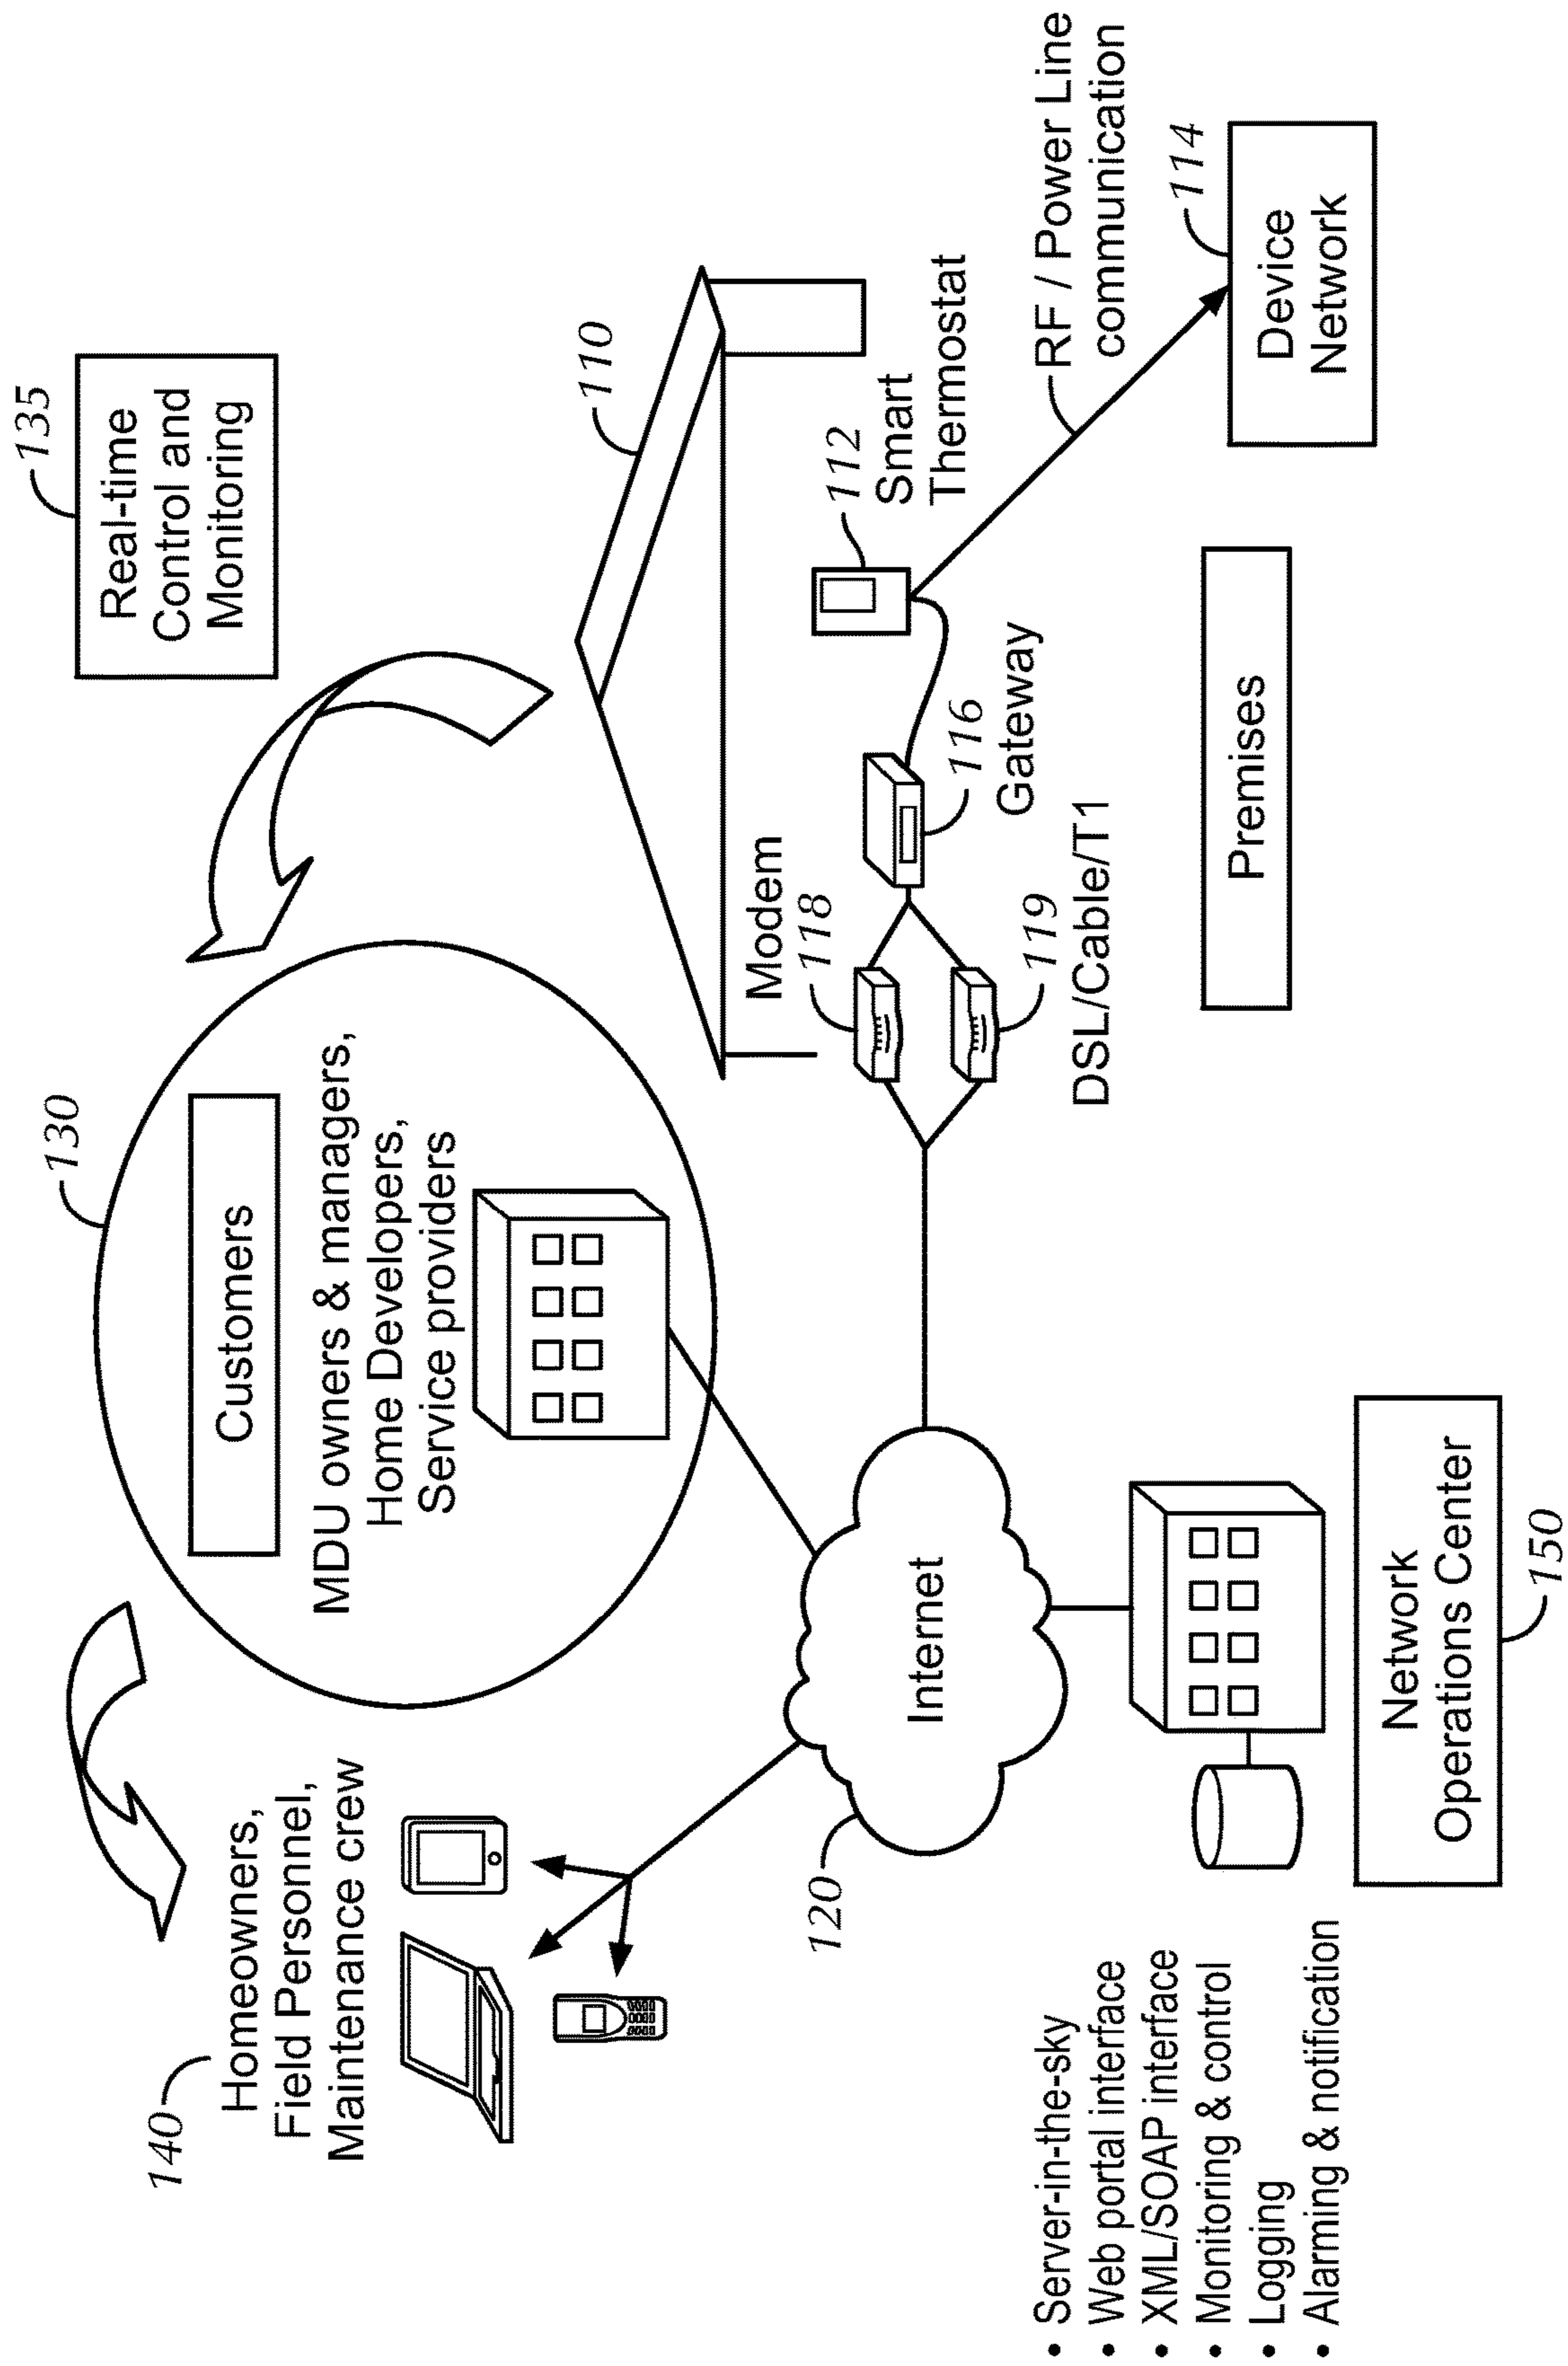 140
Homeowners,
Field Personnel,
Maintenance crew
130
Customers
MDU owners & managers,
Home Developers,
Service providers
135
Real-time
Control and
Monitoring
110
120
Internet
Modem
118
119
DSL/Cable/T1
116
Gateway
112
Smart
Thermostat
RF / Power Line
communication
114
Device
Network
Premises
• Server-in-the-sky
• Web portal interface
• XML/SOAP interface
• Monitoring & control
• Logging
• Alarming & notification
Network
Operations Center
150